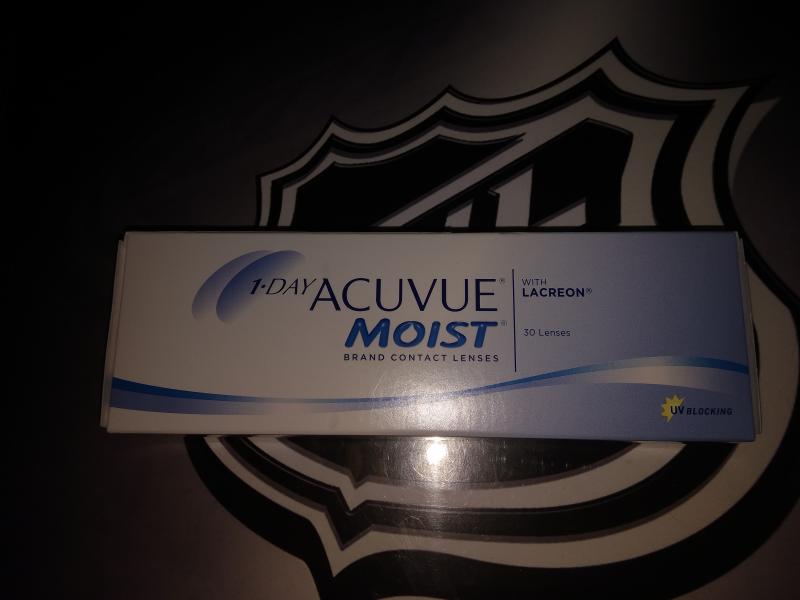 1·DAY ACUVUE®
MOIST®
BRAND CONTACT LENSES
WITH
LACREON®
30 Lenses
UV BLOCKING